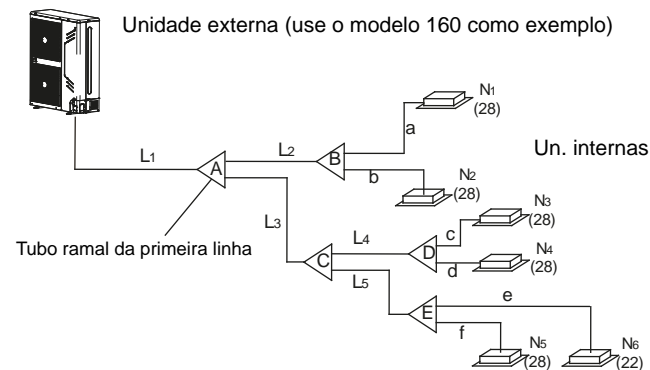 Unidade externa (use o modelo 160 como exemplo)
N1
(28)
a
L1
L2
A
B
b
Un. internas
N2
(28)
L3
N3
(28)
Tubo ramal da primeira linha
L4
c
D
N4
(28)
d
C
L5
e
E
f
N5
(28)
N6
(22)